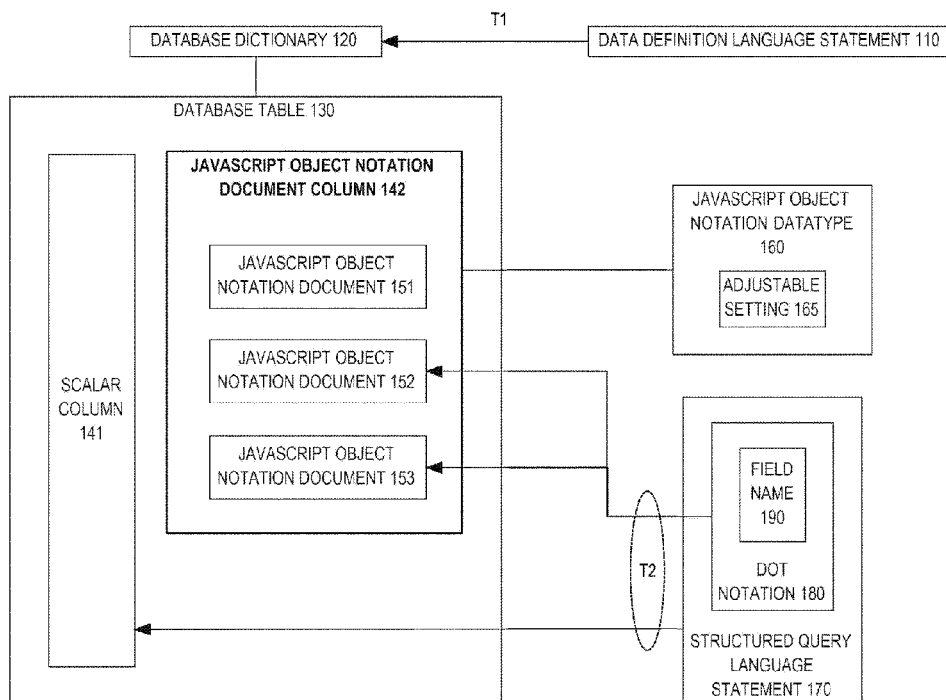 T1
DATABASE DICTIONARY 120
DATA DEFINITION LANGUAGE STATEMENT 110
DATABASE TABLE 130
JAVASCRIPT OBJECT NOTATION
DOCUMENT COLUMN 142
JAVASCRIPT OBJECT
NOTATION DATATYPE
160
ADJUSTABLE
SETTING 165
JAVASCRIPT OBJECT
NOTATION DOCUMENT 151
JAVASCRIPT OBJECT
NOTATION DOCUMENT 152
SCALAR
COLUMN
141
JAVASCRIPT OBJECT
NOTATION DOCUMENT 153
FIELD
NAME
190
DOT
NOTATION 180
T2
STRUCTURED QUERY
LANGUAGE
STATEMENT 170